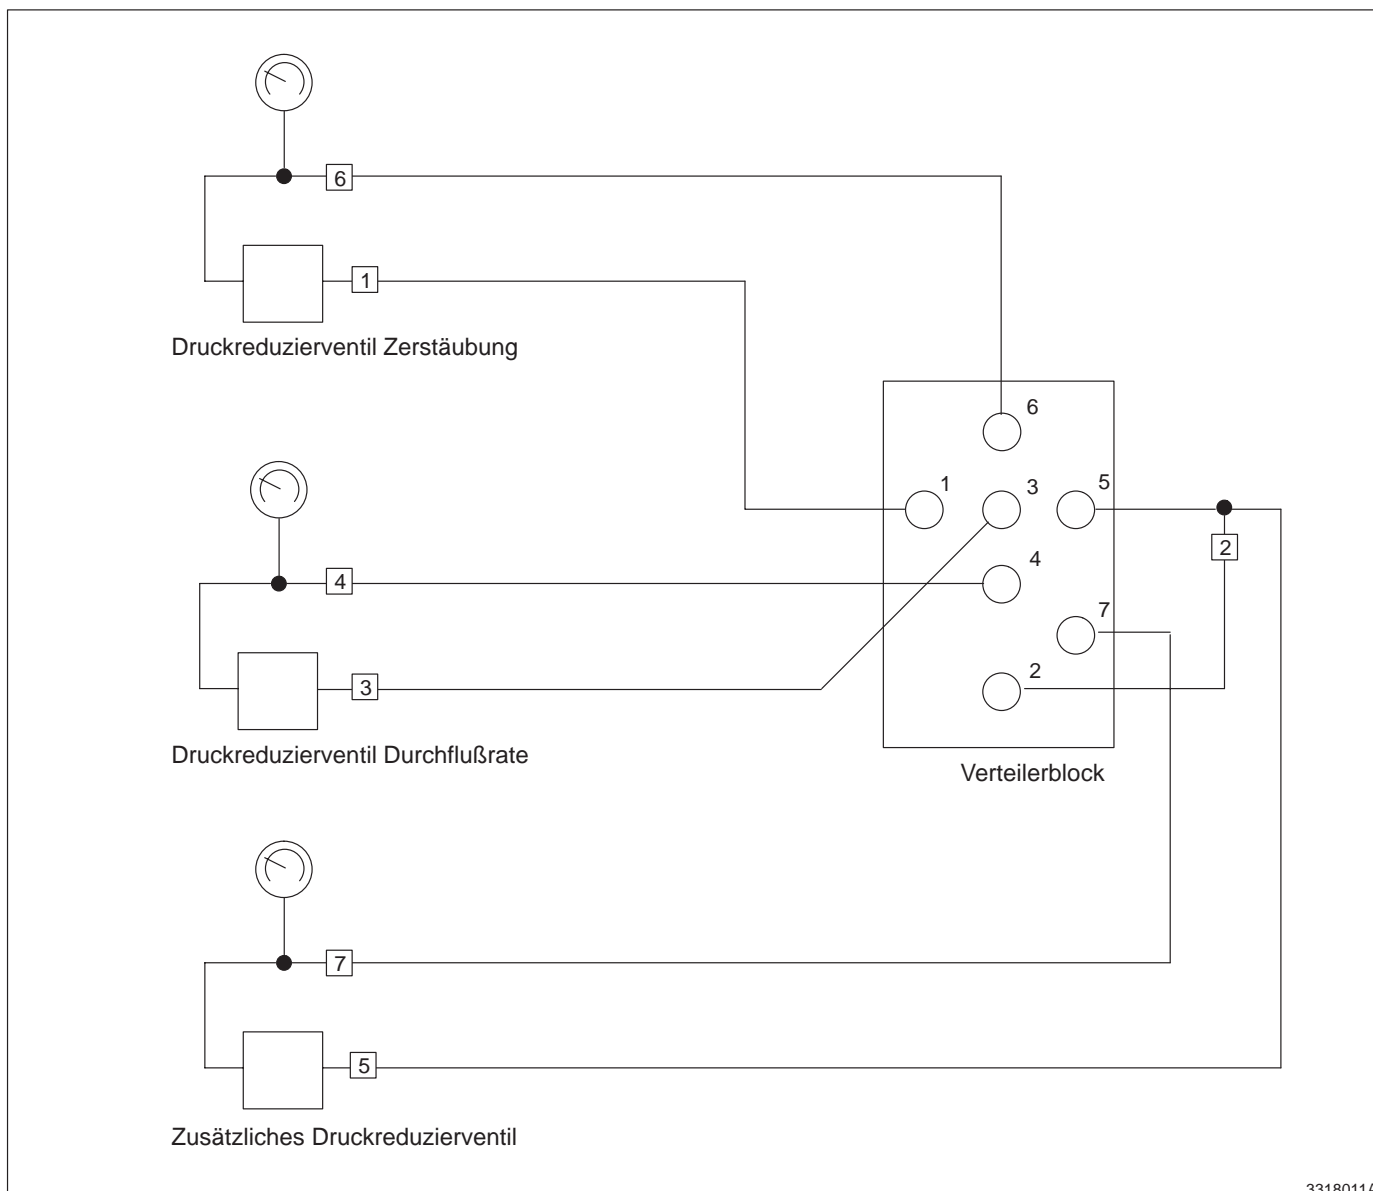 6
1
Druckreduzierventil Zerstäubung
6
1
3
5
2
4
4
7
3
2
Druckreduzierventil Durchflußrate
Verteilerblock
7
5
Zusätzliches Druckreduzierventil
3318011A